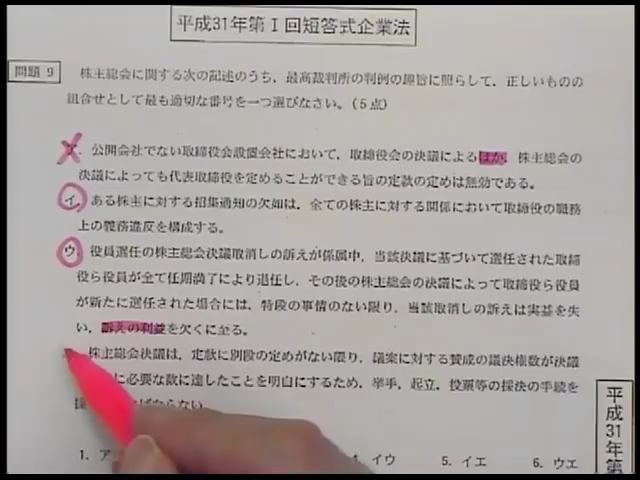 平成31年第Ⅰ回短答式企業法
問題 9
株主総会に関する次の記述のうち，最高裁判所の判例の趣旨に照らして，正しいものの
組合せとして最も適切な番号を一つ選びなさい。（5点）
公開会社でない取締役会設置会社において，取締役会の決議によるほか，株主総会の
決議によっても代表取締役を定めることができる旨の定款の定めは無効である。
イ ある株主に対する招集通知の欠如は，全ての株主に対する関係において取締役の職務
上の義務違反を構成する。
ウ 役員選任の株主総会決議取消しの訴えが係属中，当該決議に基づいて選任された取締
役ら役員が全て任期満了により退任し，その後の株主総会の決議によって取締役ら役員
が新たに選任された場合には，特段の事情のない限り，当該取消しの訴えは実益を失
い，訴えの利益を欠くに至る。
株主総会決議は，定款に別段の定めがない限り，議案に対する賛成の議決権数が決議
に必要な数に達したことを明白にするため，挙手，起立，投票等の採決の手続を
ばならない。
1. ア
イウ
5. イエ
6. ウエ
平成31年第